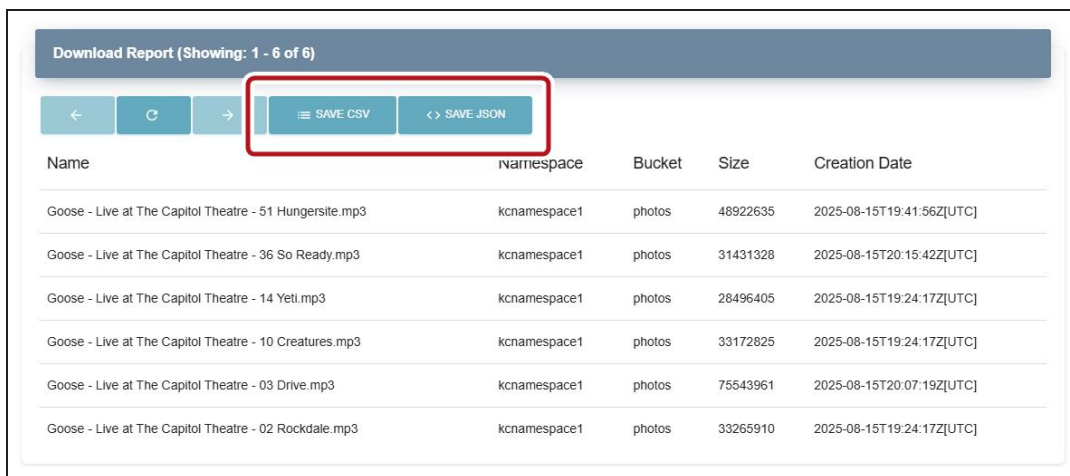 Download Report (Showing: 1 - 6 of 6)
SAVE CSV SAVE JSON
Name Namespace Bucket Size Creation Date
Goose - Live at The Capitol Theatre - 51 Hungersite.mp3 kcnamespace1 photos 48922635 2025-08-15T19:41:56Z[UTC]
Goose - Live at The Capitol Theatre - 36 So Ready.mp3 kcnamespace1 photos 31431328 2025-08-15T20:15:42Z[UTC]
Goose - Live at The Capitol Theatre - 14 Yeti.mp3 kcnamespace1 photos 28496405 2025-08-15T19:24:17Z[UTC]
Goose - Live at The Capitol Theatre - 10 Creatures.mp3 kcnamespace1 photos 33172825 2025-08-15T19:24:17Z[UTC]
Goose - Live at The Capitol Theatre - 03 Drive.mp3 kcnamespace1 photos 75543961 2025-08-15T20:07:19Z[UTC]
Goose - Live at The Capitol Theatre - 02 Rockdale.mp3 kcnamespace1 photos 33265910 2025-08-15T19:24:17Z[UTC]